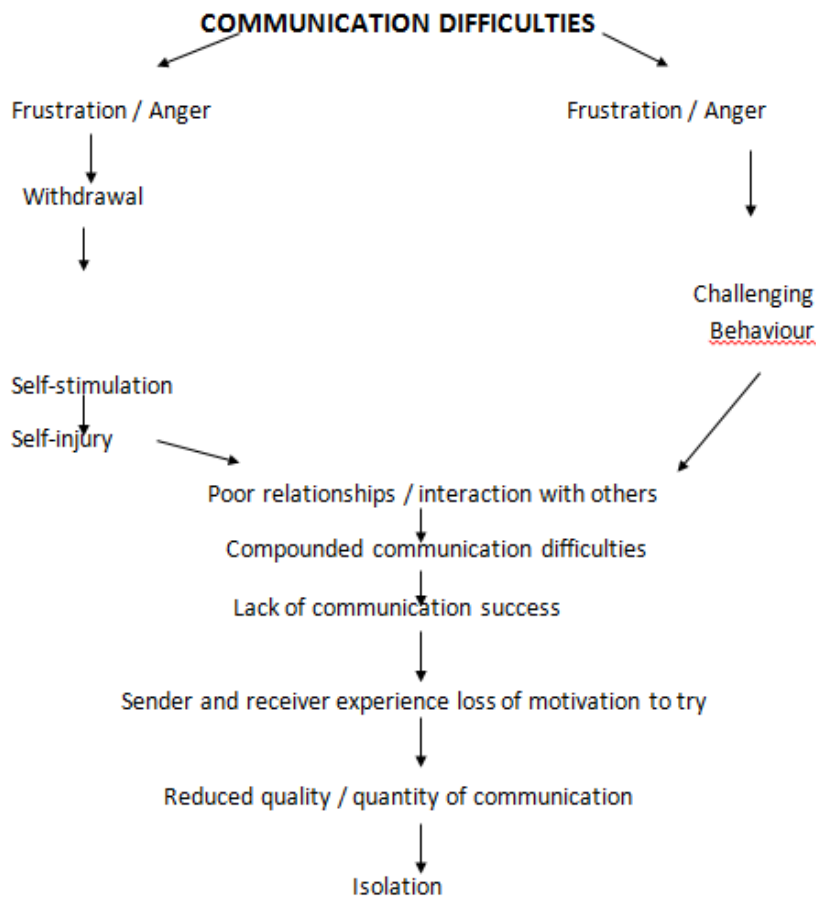 COMMUNICATION DIFFICULTIES
Frustration / Anger
Frustration / Anger
Withdrawal
Challenging
Behaviour
Self-stimulation
Self-injury
Poor relationships / interaction with others
Compounded communication difficulties
Lack of communication success
Sender and receiver experience loss of motivation to try
Reduced quality / quantity of communication
Isolation